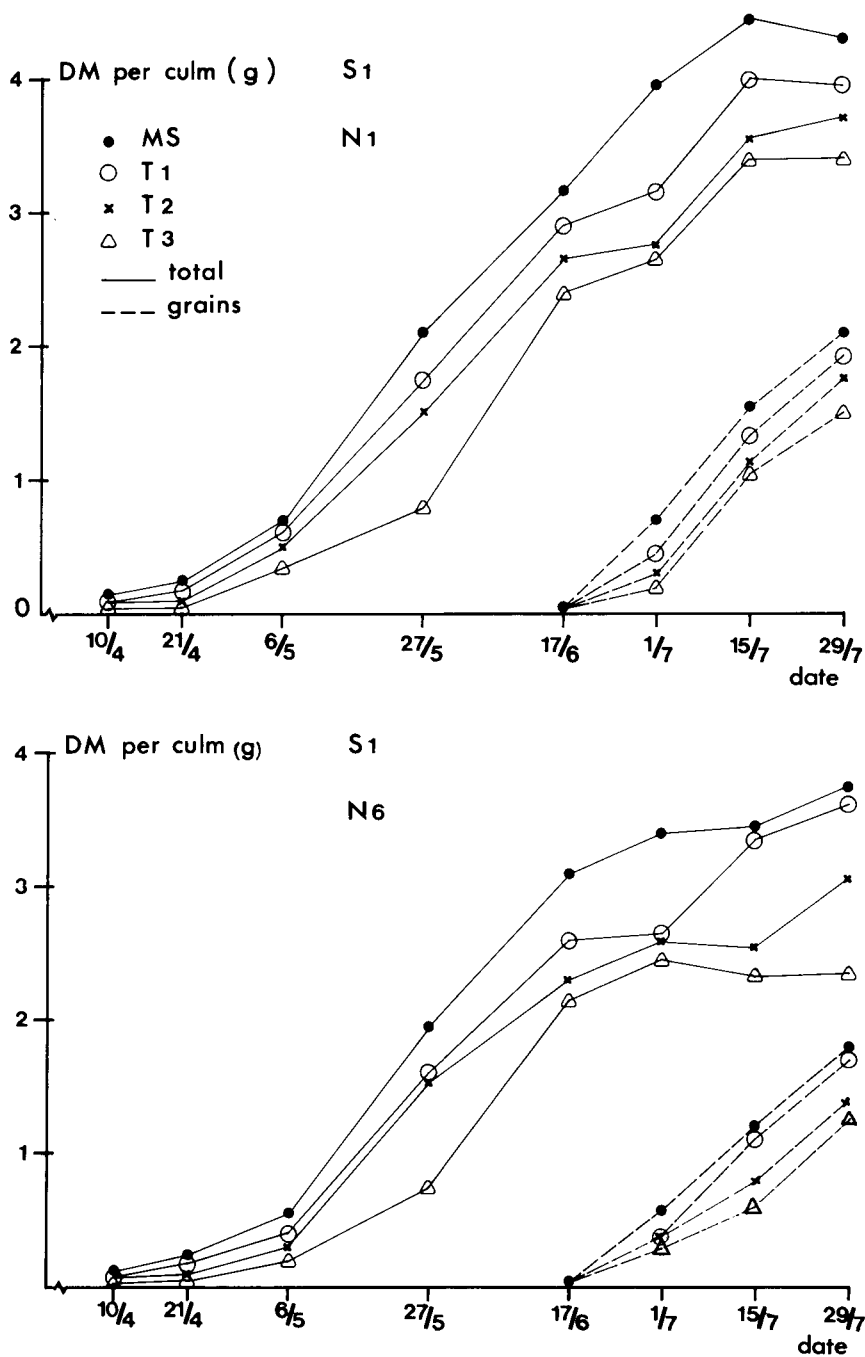 DM per culm (g) S1
4
N1
MS
T1
T2
T3
total
grains
3
2
1
0
10/4 21/4 6/5 27/5 17/6 1/7 15/7 29/7
date
DM per culm (g) S1
4
N6
3
2
1
10/4 21/4 6/5 27/5 17/6 1/7 15/7 29/7
date